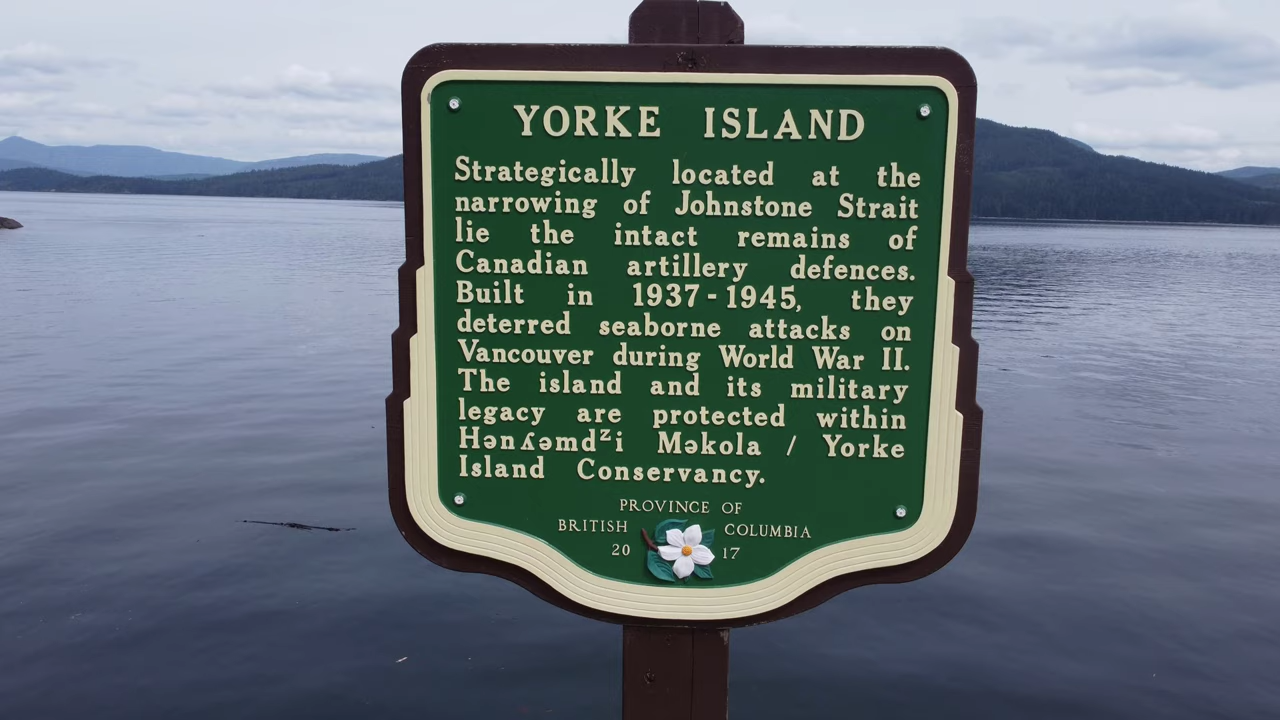 YORKE ISLAND
Strategically located at the
narrowing of Johnstone Strait
lie the intact remains of
Canadian artillery defences.
Built in 1937-1945, they
deterred seaborne attacks on
Vancouver during World War II.
The island and its military
legacy are protected within
Hənʎəmdᶻi Məkola / Yorke
Island Conservancy.
PROVINCE OF
BRITISH COLUMBIA
20 17